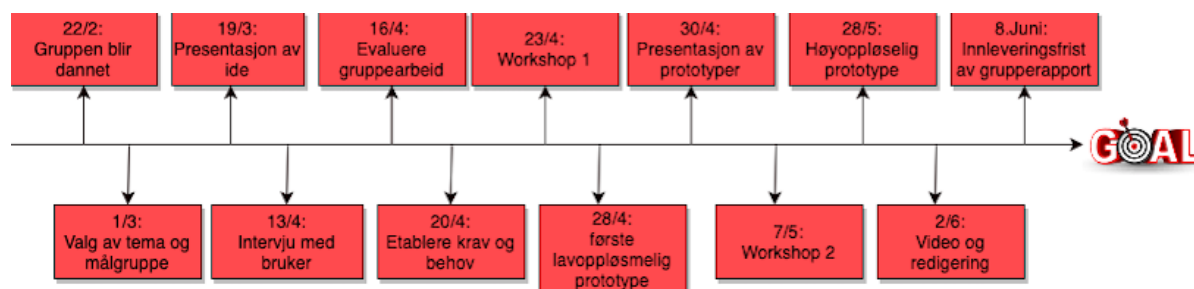 22/2:
Gruppen blir
dannet
19/3:
Presentasjon av
ide
16/4:
Evaluere
gruppearbeid
23/4:
Workshop 1
30/4:
Presentasjon av
prototyper
28/5:
Høyoppløselig
prototype
8.Juni:
Innleveringsfrist
av grupperapport
GOAL
1/3:
Valg av tema og
målgruppe
13/4:
Intervju med
bruker
20/4:
Etablere krav og
behov
28/4:
første
lavoppløsmelig
prototype
7/5:
Workshop 2
2/6:
Video og
redigering